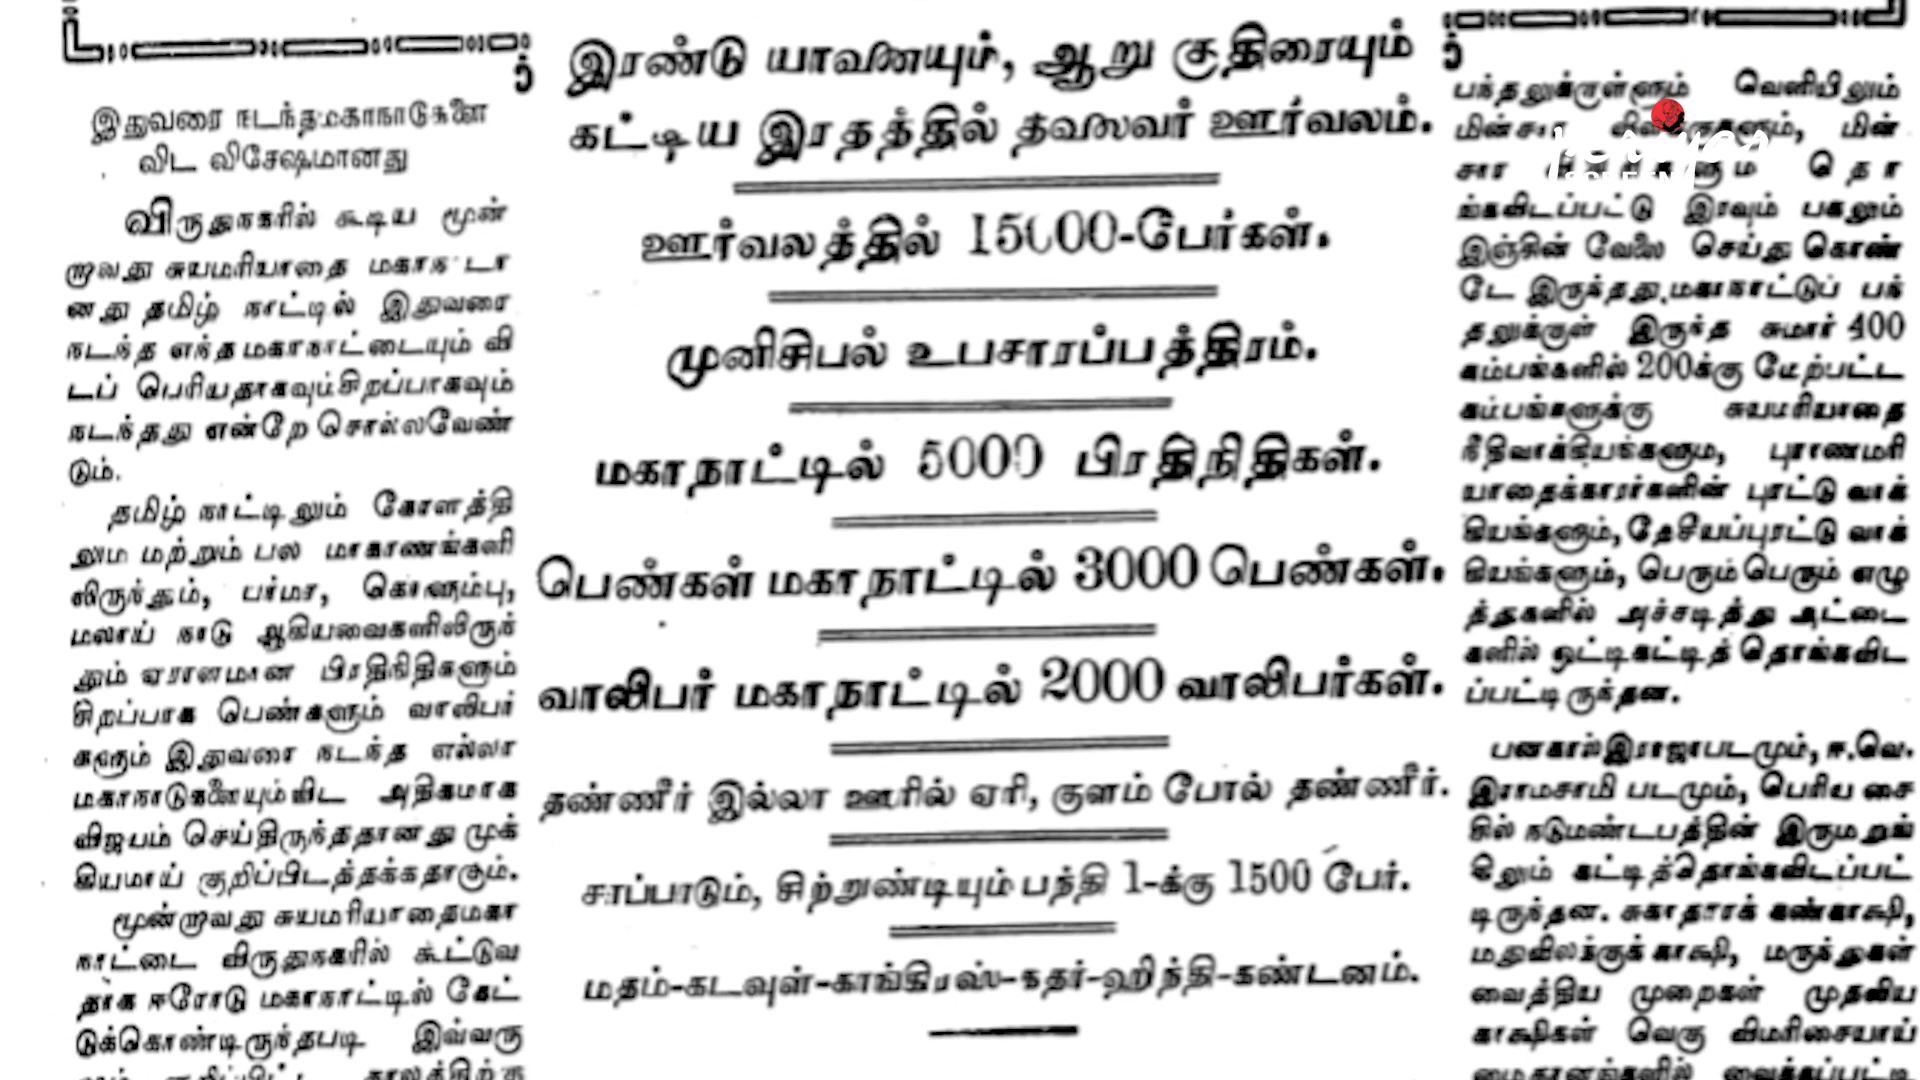 இதுவரை நடந்தமகாநாடுகளை
விட விசேஷமானது
விருதுநகரில் கூடிய மூன்
றாவது சுயமரியாதை மகாநாடா
னது தமிழ் நாட்டில் இதுவரை
நடந்த எந்த மகாநாட்டையும் வி
டப் பெரியதாகவும்சிறப்பாகவும்
நடந்தது என்றே சொல்லவேண்
டும்.
தமிழ் நாட்டிலும் கேரளத்தி
லும் மற்றும் பல மாகாணங்களி
லிருந்தும், பர்மா, கொளும்பு,
மலாய் நாடு ஆகியவைகளிலிருந்
தும் ஏராளமான பிரதிநிதிகளும்
சிறப்பாக பெண்களும் வாலிபர்
களும் இதுவரை நடந்த எல்லா
மகாநாடுகளையும்விட அதிகமாக
விஜயம் செய்திருந்ததானது முக்
கியமாய் குறிப்பிடத்தக்கதாகும்.
மூன்றாவது சுயமரியாதைமகா
நாட்டை விருதுநகரில் கூட்டுவ
தாக ஈரோடு மகாநாட்டில் கேட்
டுக்கொண்டிருந்தபடி இவ்வரு
இரண்டு யானையும், ஆறு குதிரையும்
கட்டிய இரதத்தில் தலைவர் ஊர்வலம்.
ஊர்வலத்தில் 15000-பேர்கள்.
முனிசிபல் உபசாரப்பத்திரம்.
மகாநாட்டில் 5000 பிரதிநிதிகள்.
பெண்கள் மகாநாட்டில் 3000 பெண்கள்.
வாலிபர் மகாநாட்டில் 2000 வாலிபர்கள்.
தண்ணீர் இல்லா ஊரில் ஏரி, குளம் போல் தண்ணீர்.
சாப்பாடும், சிற்றுண்டியும் பந்தி 1-க்கு 1500 பேர்.
மதம்-கடவுள்-காங்கிரஸ்-கதர்-ஹிந்தி-கண்டனம்.
பந்தலுக்குள்ளும் வெளியிலும்
மின்சார மின்
சார தொ
ங்கவிடப்பட்டு இரவும் பகலும்
இஞ்சின் வேலை செய்து கொண்
டே இருந்தது.மகாநாட்டுப் பந்
தலுக்குள் இருந்த சுமார் 400
கம்பங்களில் 200க்கு மேற்பட்ட
கம்பங்களுக்கு சுயமரியாதை
நீதிவாக்கியங்களும், புராணமரி
யாதைக்காரர்களின் புரட்டு வாக்
கியங்களும், தேசீயப்புரட்டு வாக்
கியங்களும், பெரும் பெரும் எழு
த்துகளில் அச்சடித்து அட்டை
களில் ஒட்டிகட்டித் தொங்கவிட
ப்பட்டிருந்தன.
பனகால்இராஜாபடமும், ஈ.வெ.
இராமசாமி படமும், பெரிய சை
சில் நடுமண்டபத்தின் இருமருங்
கிலும் கட்டித்தொங்கவிடப்பட்
டிருந்தன. சுகாதாரக் கண்காக்ஷி,
மதுவிலக்குக் காக்ஷி, மருந்துகள்
வைத்திய முறைகள் முதலிய
காக்ஷிகள் வெகு விமரிசையாய்